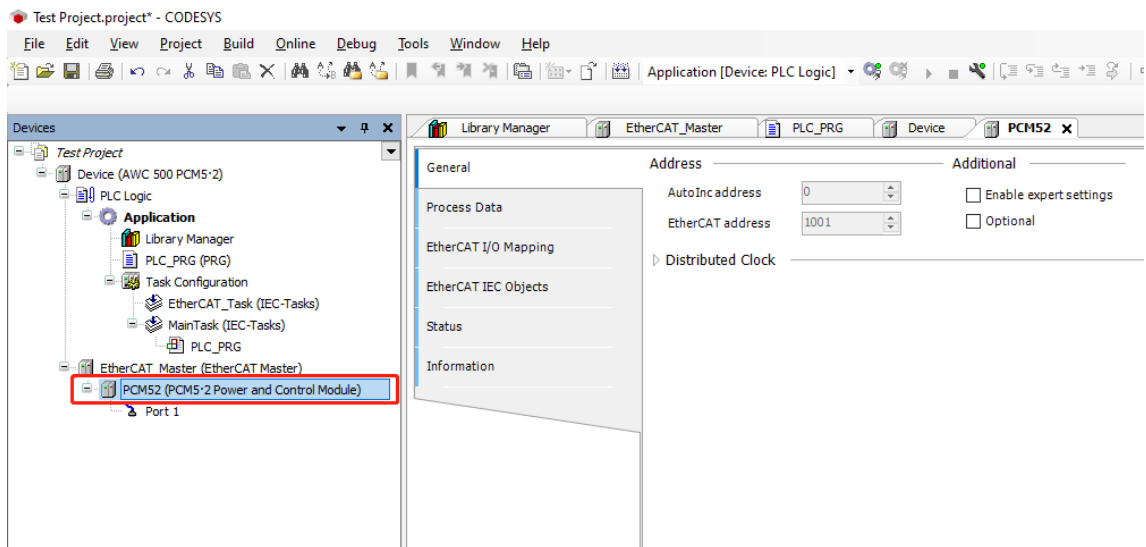 Test Project.project* - CODESYS
File Edit View Project Build Online Debug Tools Window Help
Application [Device: PLC Logic]
Devices
Test Project
Device (AWC 500 PCM5·2)
PLC Logic
Application
Library Manager
PLC_PRG (PRG)
Task Configuration
EtherCAT_Task (IEC-Tasks)
MainTask (IEC-Tasks)
PLC_PRG
EtherCAT_Master (EtherCAT Master)
PCM52 (PCM5·2 Power and Control Module)
Port 1
Library Manager EtherCAT_Master PLC_PRG Device PCM52
General
Process Data
EtherCAT I/O Mapping
EtherCAT IEC Objects
Status
Information
Address
AutoInc address 0
EtherCAT address 1001
Distributed Clock
Additional
Enable expert settings
Optional